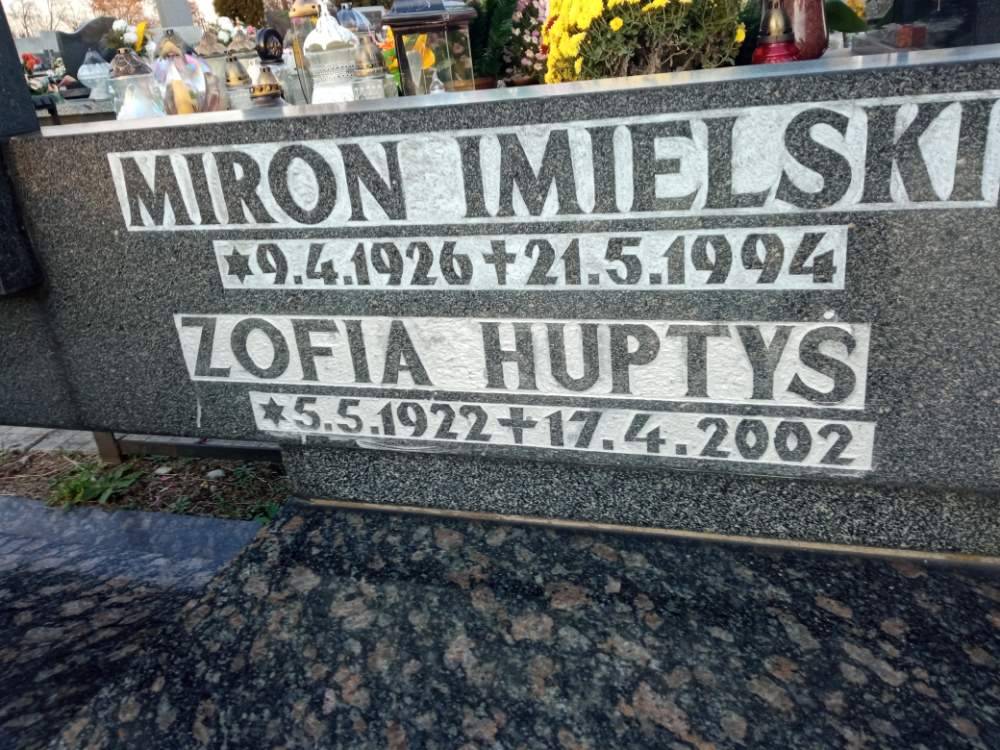 MIRON IMIELSKI
✶9.4.1926✝21.5.1994
ZOFIA HUPTYŚ
✶5.5.1922✝17.4.2002